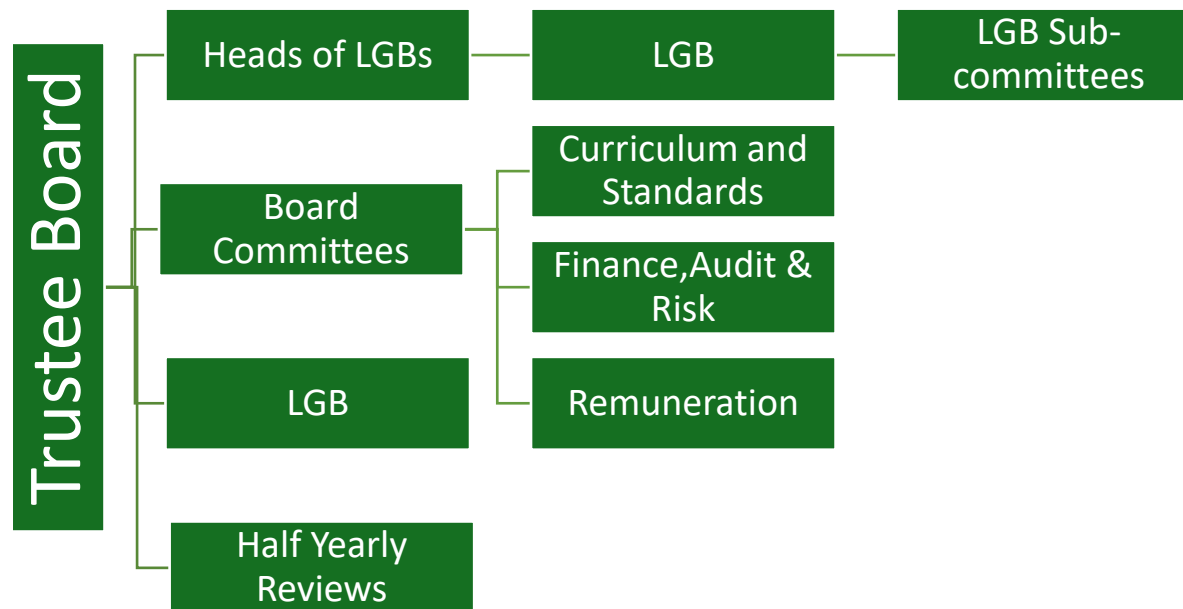 Trustee Board
Heads of LGBs
LGB
LGB Sub-
committees
Board
Committees
Curriculum and
Standards
Finance,Audit &
Risk
Remuneration
LGB
Half Yearly
Reviews